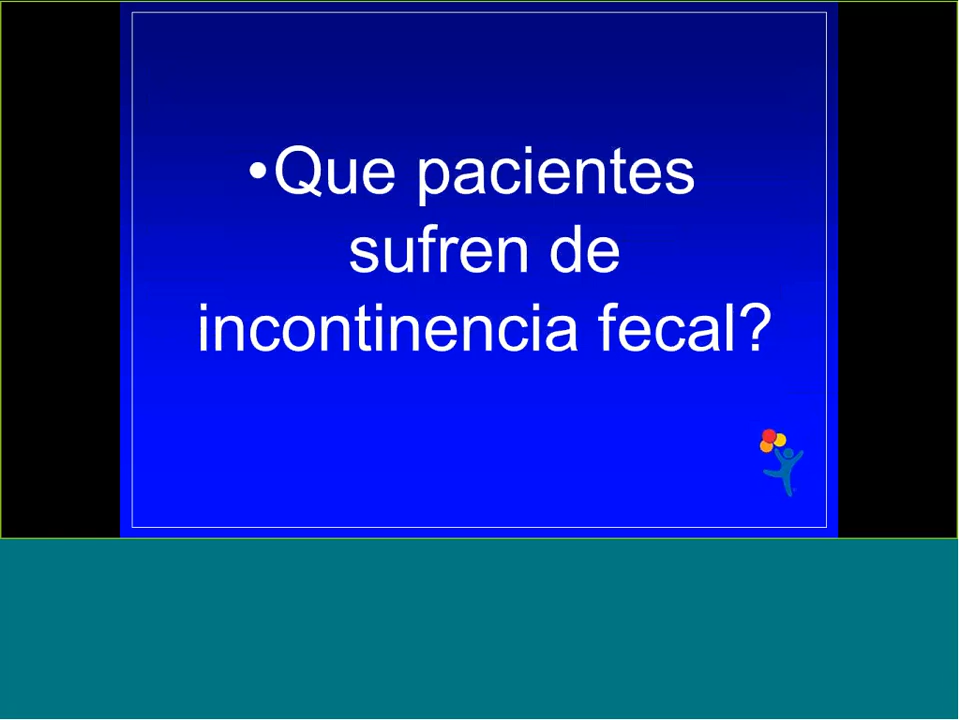 •Que pacientes
sufren de
incontinencia fecal?